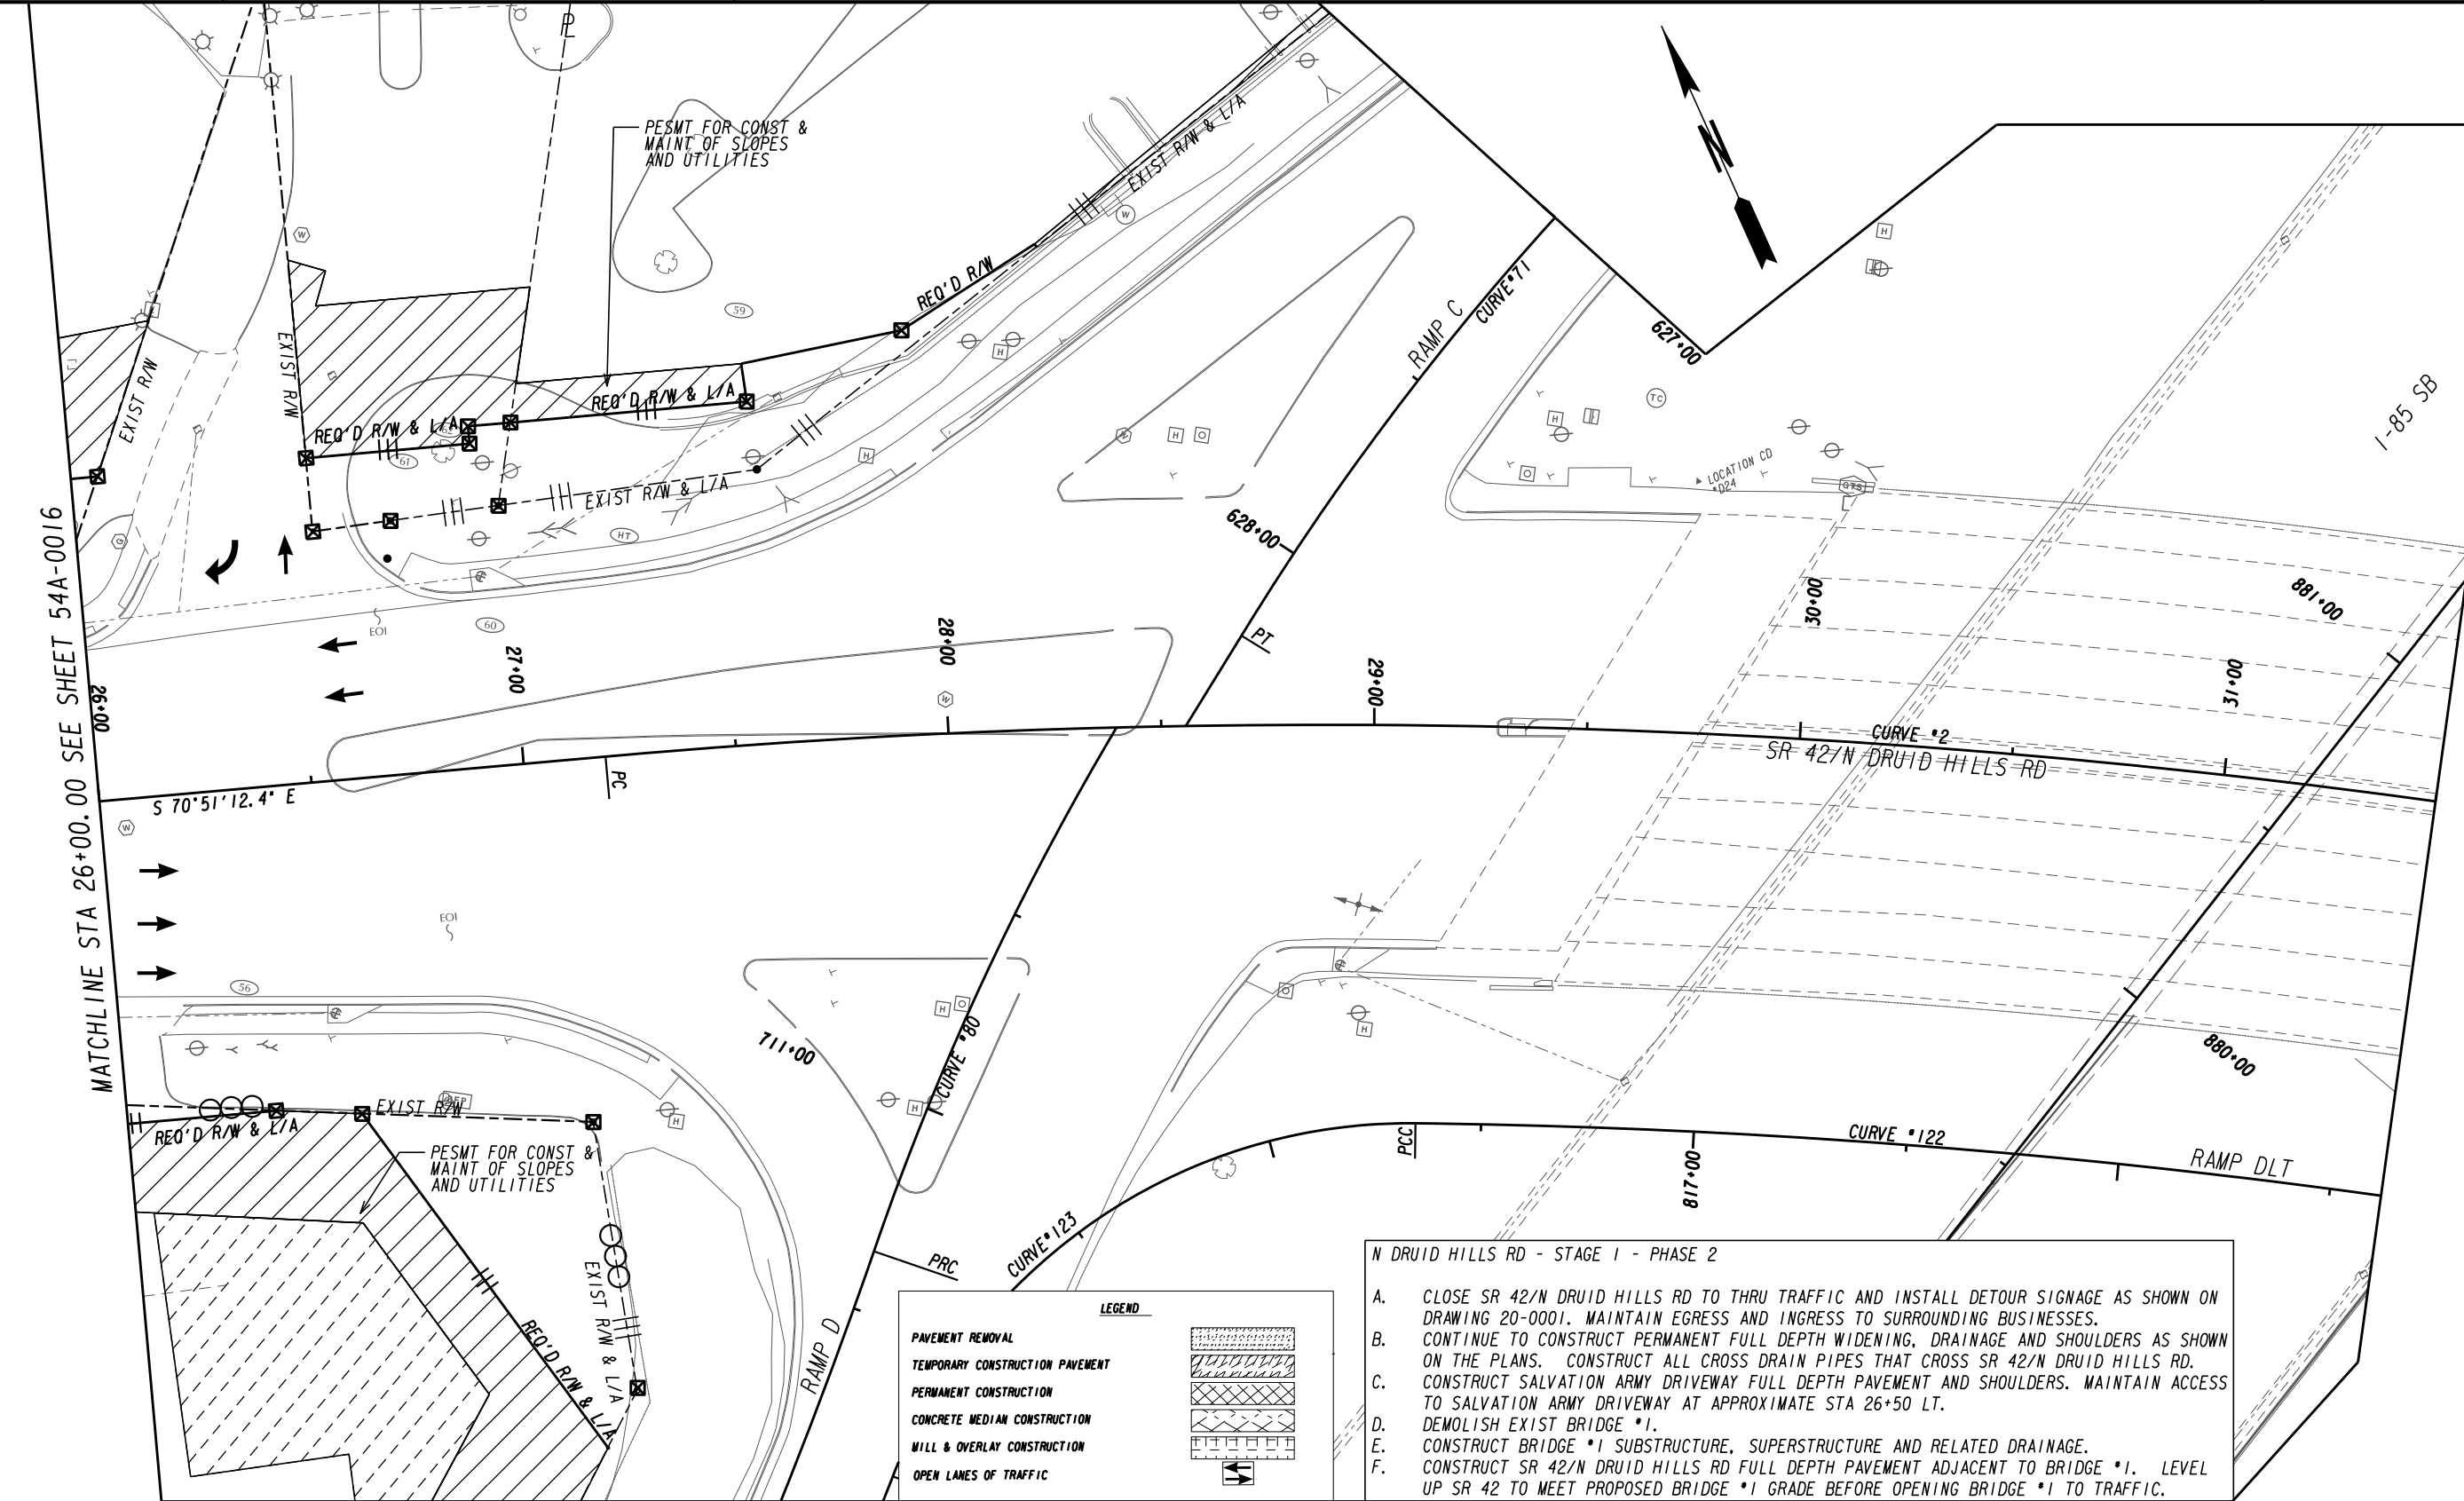 PL
PESMT FOR CONST &
MAINT OF SLOPES
AND UTILITIES
EXIST R/W & L/A
W
W
N
H
H
59
REQ'D R/W
RAMP C
CURVE #71
627+00
I-85 SB
EXIST R/W
EXIST R/W
REQ'D R/W & L/A
REQ'D R/W & L/A
61
62
H
H
H
TC
LOCATION CD
#D24
GTS
EXIST R/W & L/A
HT
G
628+00
EOI
60
PT
30+00
881+00
27+00
28+00
29+00
31+00
W
26+00
MATCHLINE STA 26+00.00 SEE SHEET 54A-0016
S 70°51'12.4" E
PC
CURVE #2
SR 42/N DRUID HILLS RD
W
EOI
56
H
711+00
CURVE #80
H
H
H
880+00
EXIST R/W
REQ'D R/W & L/A
PESMT FOR CONST &
MAINT OF SLOPES
AND UTILITIES
PCC
817+00
CURVE #122
RAMP DLT
CURVE #123
PRC
EXIST R/W & L/A
REQ'D R/W & L/A
RAMP D
LEGEND
PAVEMENT REMOVAL
TEMPORARY CONSTRUCTION PAVEMENT
PERMANENT CONSTRUCTION
CONCRETE MEDIAN CONSTRUCTION
MILL & OVERLAY CONSTRUCTION
OPEN LANES OF TRAFFIC
N DRUID HILLS RD - STAGE 1 - PHASE 2
A. CLOSE SR 42/N DRUID HILLS RD TO THRU TRAFFIC AND INSTALL DETOUR SIGNAGE AS SHOWN ON
DRAWING 20-0001. MAINTAIN EGRESS AND INGRESS TO SURROUNDING BUSINESSES.
B. CONTINUE TO CONSTRUCT PERMANENT FULL DEPTH WIDENING, DRAINAGE AND SHOULDERS AS SHOWN
ON THE PLANS. CONSTRUCT ALL CROSS DRAIN PIPES THAT CROSS SR 42/N DRUID HILLS RD.
C. CONSTRUCT SALVATION ARMY DRIVEWAY FULL DEPTH PAVEMENT AND SHOULDERS. MAINTAIN ACCESS
TO SALVATION ARMY DRIVEWAY AT APPROXIMATE STA 26+50 LT.
D. DEMOLISH EXIST BRIDGE #1.
E. CONSTRUCT BRIDGE #1 SUBSTRUCTURE, SUPERSTRUCTURE AND RELATED DRAINAGE.
F. CONSTRUCT SR 42/N DRUID HILLS RD FULL DEPTH PAVEMENT ADJACENT TO BRIDGE #1. LEVEL
UP SR 42 TO MEET PROPOSED BRIDGE #1 GRADE BEFORE OPENING BRIDGE #1 TO TRAFFIC.